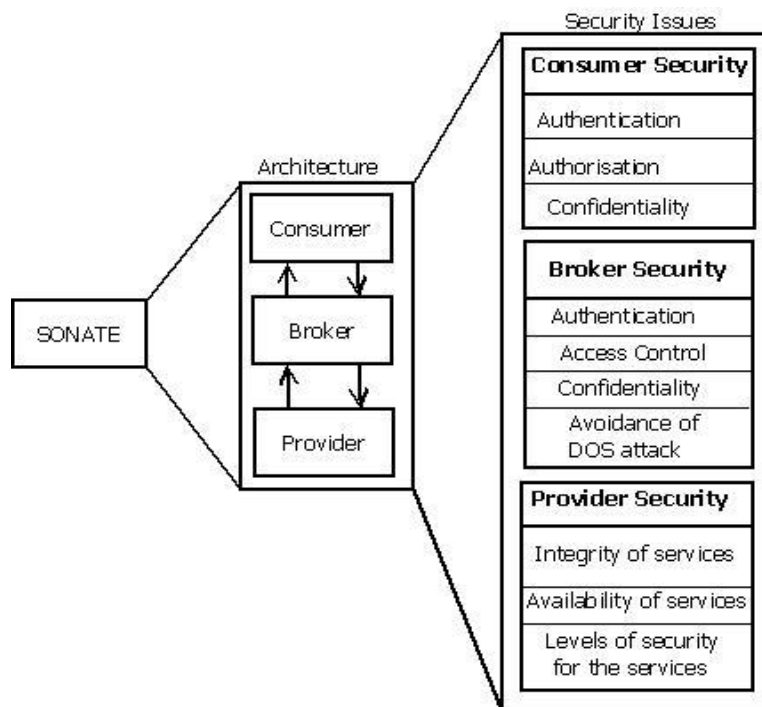 Security Issues
Consumer Security
Authentication
Authorisation
Confidentiality
Architecture
Consumer
Broker
Provider
SONATE
Broker Security
Authentication
Access Control
Confidentiality
Avoidance of
DOS attack
Provider Security
Integrity of services
Availability of services
Levels of security
for the services